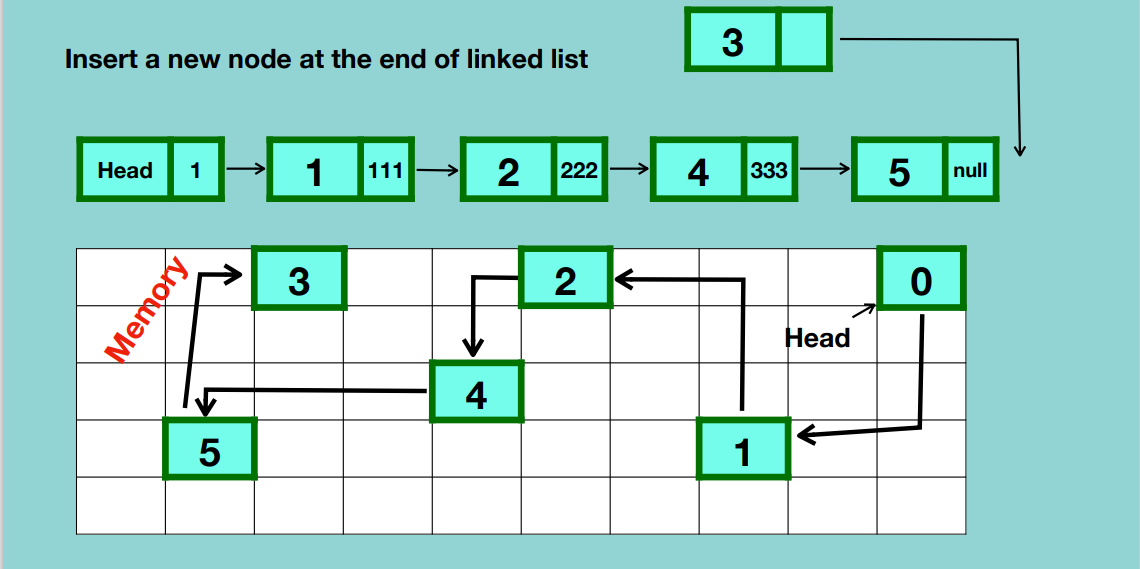 3
Insert a new node at the end of linked list
Head 1 1 111 2 222 4 333 5 null
Memory
3 2 0
Head
4
5 1